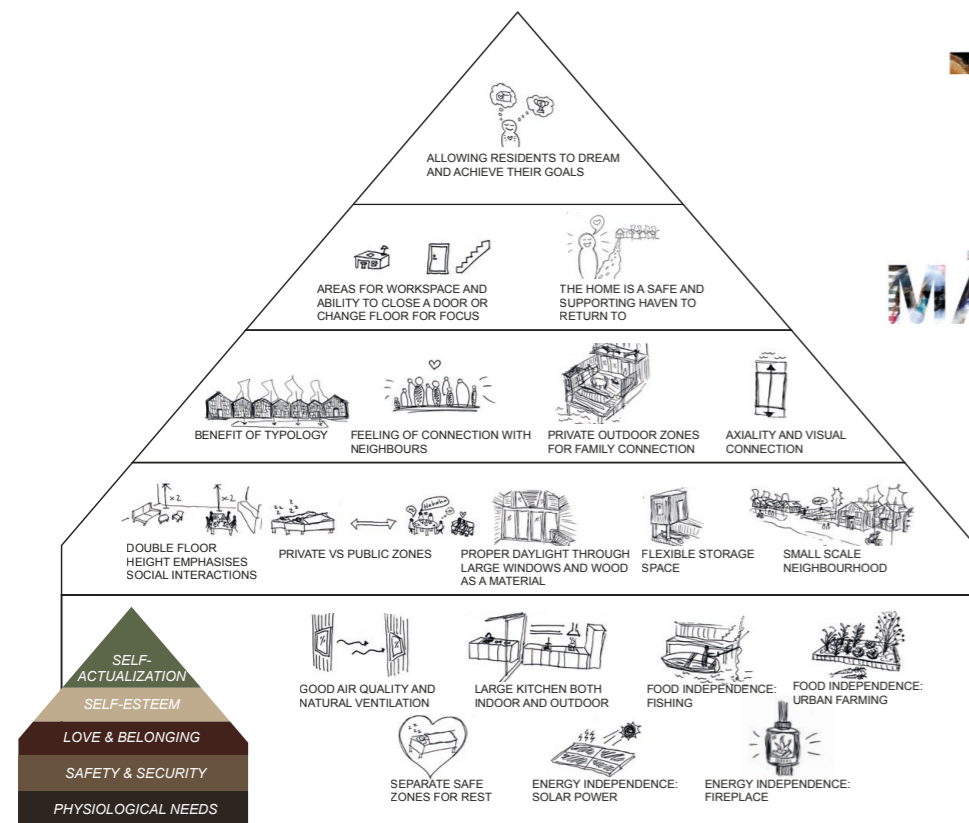 ALLOWING RESIDENTS TO DREAM
AND ACHIEVE THEIR GOALS
AREAS FOR WORKSPACE AND
ABILITY TO CLOSE A DOOR OR
CHANGE FLOOR FOR FOCUS
THE HOME IS A SAFE AND
SUPPORTING HAVEN TO
RETURN TO
MA
BENEFIT OF TYPOLOGY
FEELING OF CONNECTION WITH
NEIGHBOURS
PRIVATE OUTDOOR ZONES
FOR FAMILY CONNECTION
AXIALITY AND VISUAL
CONNECTION
x2
x2
DOUBLE FLOOR
HEIGHT EMPHASISES
SOCIAL INTERACTIONS
zzz
Hahaha
PRIVATE VS PUBLIC ZONES
PROPER DAYLIGHT THROUGH
LARGE WINDOWS AND WOOD
AS A MATERIAL
FLEXIBLE STORAGE
SPACE
SMALL SCALE
NEIGHBOURHOOD
GOOD AIR QUALITY AND
NATURAL VENTILATION
LARGE KITCHEN BOTH
INDOOR AND OUTDOOR
FOOD INDEPENDENCE:
FISHING
FOOD INDEPENDENCE:
URBAN FARMING
SEPARATE SAFE
ZONES FOR REST
ENERGY INDEPENDENCE:
SOLAR POWER
ENERGY INDEPENDENCE:
FIREPLACE
SELF-
ACTUALIZATION
SELF-ESTEEM
LOVE & BELONGING
SAFETY & SECURITY
PHYSIOLOGICAL NEEDS